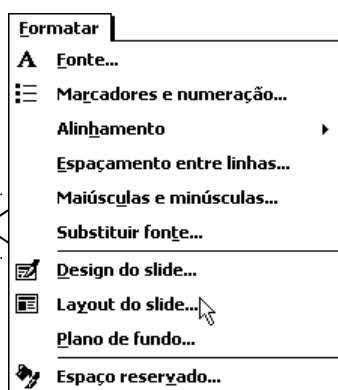 Formatar
Fonte...
Marcadores e numeração...
Alinhamento
Espaçamento entre linhas...
Maiúsculas e minúsculas...
Substituir fonte...
Design do slide...
Layout do slide...
Plano de fundo...
Espaço reservado...